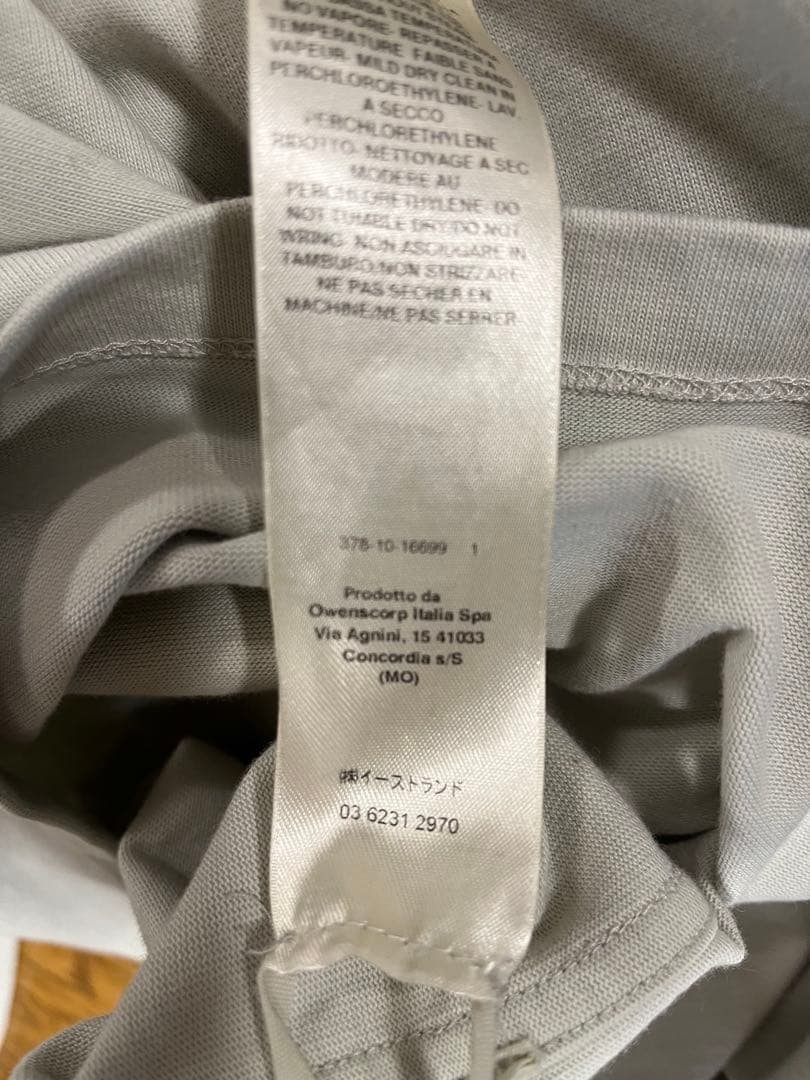 BASSA TEMPERATURA
NO VAPORE- REPASSER A
TEMPERATURE FAIBLE SANS
VAPEUR- MILD DRY CLEAN IN
PERCHLOROETHYLENE- LAV.
A SECCO
PERCHLORETHYLENE
RIDOTTO- NETTOYAGE A SEC
MODERE AU
PERCHLORETHYLENE- DO
NOT TUMBLE DRY/DO NOT
WRING- NON ASCIUGARE IN
TAMBURO/NON STRIZZARE-
NE PAS SECHER EN
MACHINE/NE PAS SERRER
378-10-16699 1
Prodotto da
Owenscorp Italia Spa
Via Agnini, 15 41033
Concordia s/S
(MO)
㈱イーストランド
03 6231 2970